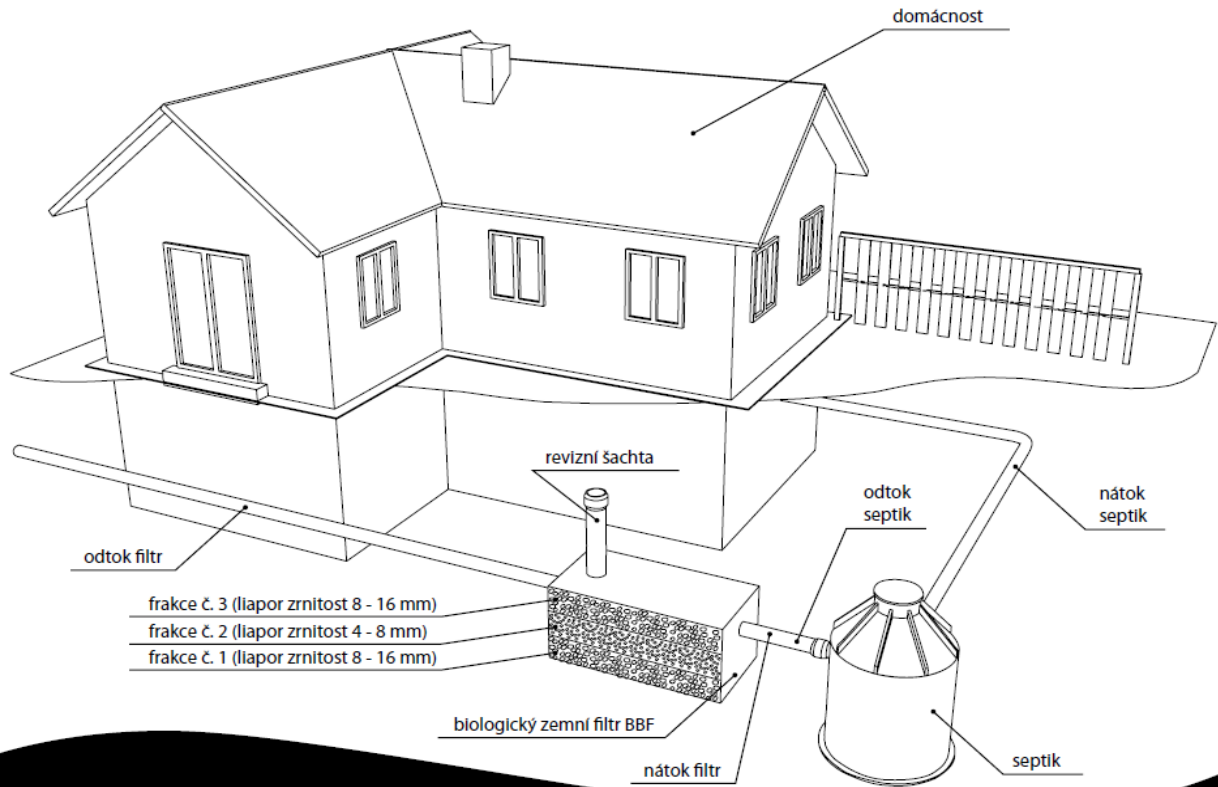 domácnost
revizní šachta
odtok
septik
nátok
septik
odtok filtr
frakce č. 3 (liapor zrnitost 8 - 16 mm)
frakce č. 2 (liapor zrnitost 4 - 8 mm)
frakce č. 1 (liapor zrnitost 8 - 16 mm)
biologický zemní filtr BBF
nátok filtr
septik